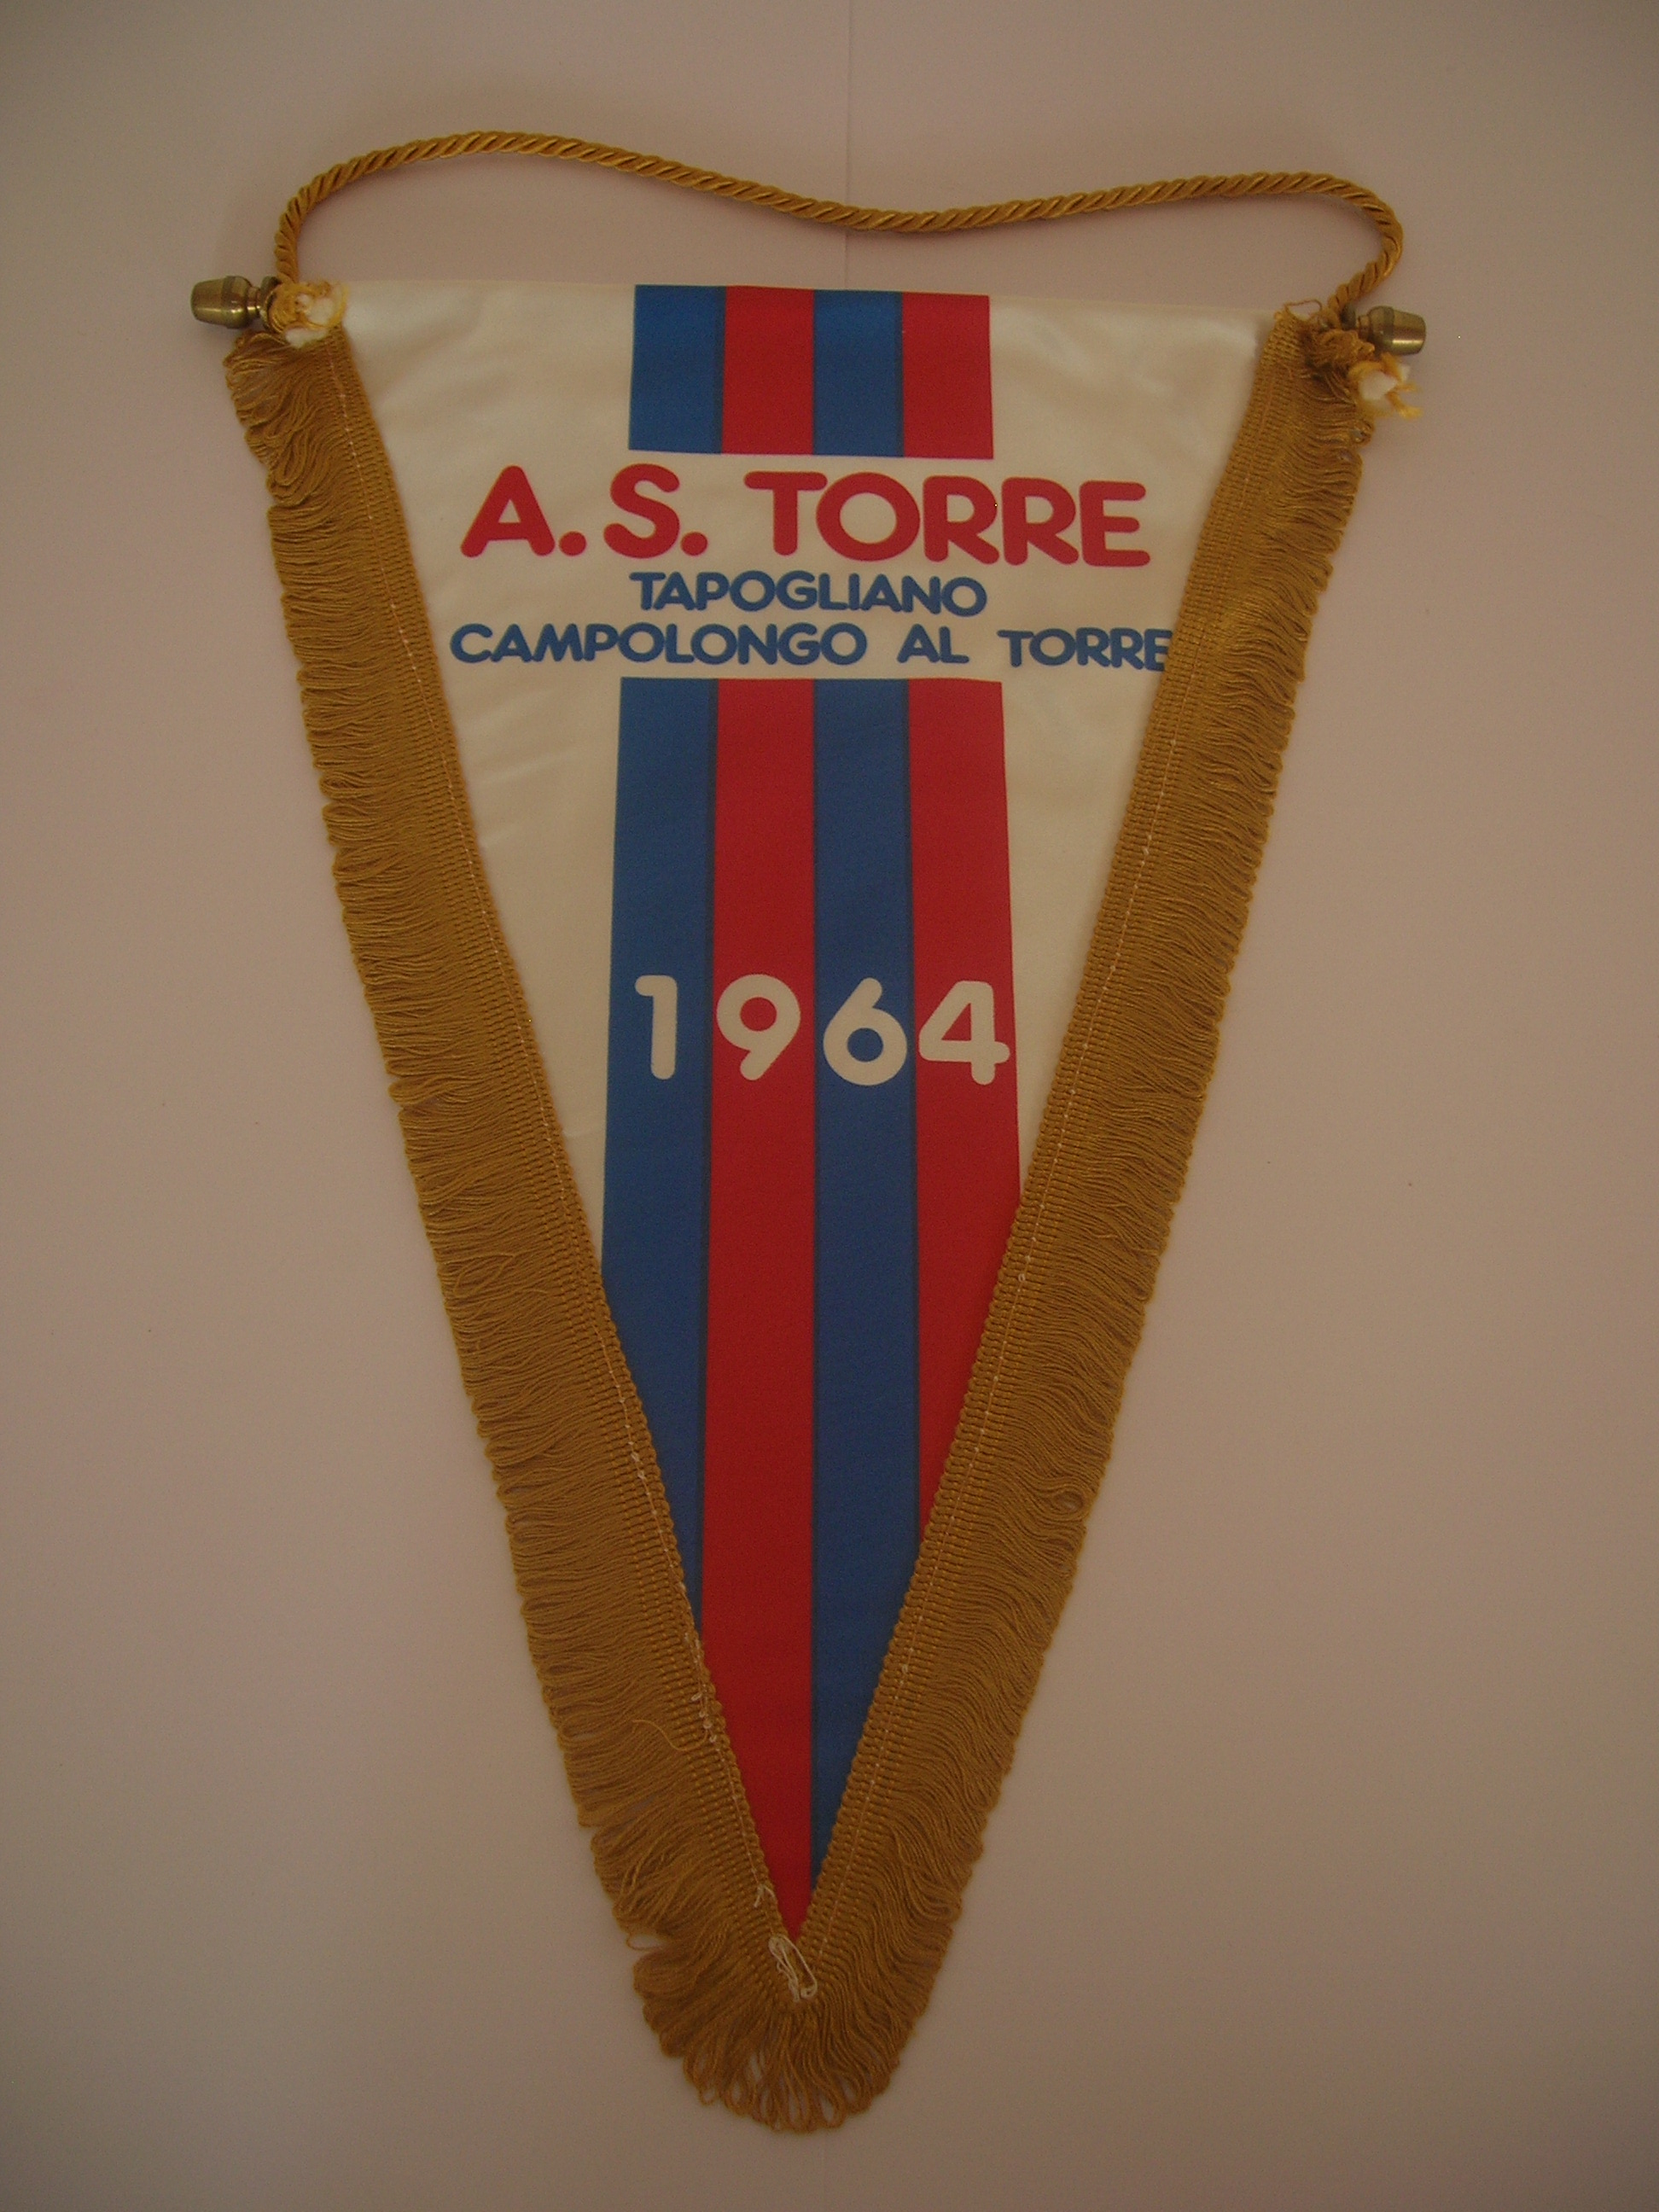 A.S. TORRE
TAPOGLIANO
CAMPOLONGO AL TORRE
1964